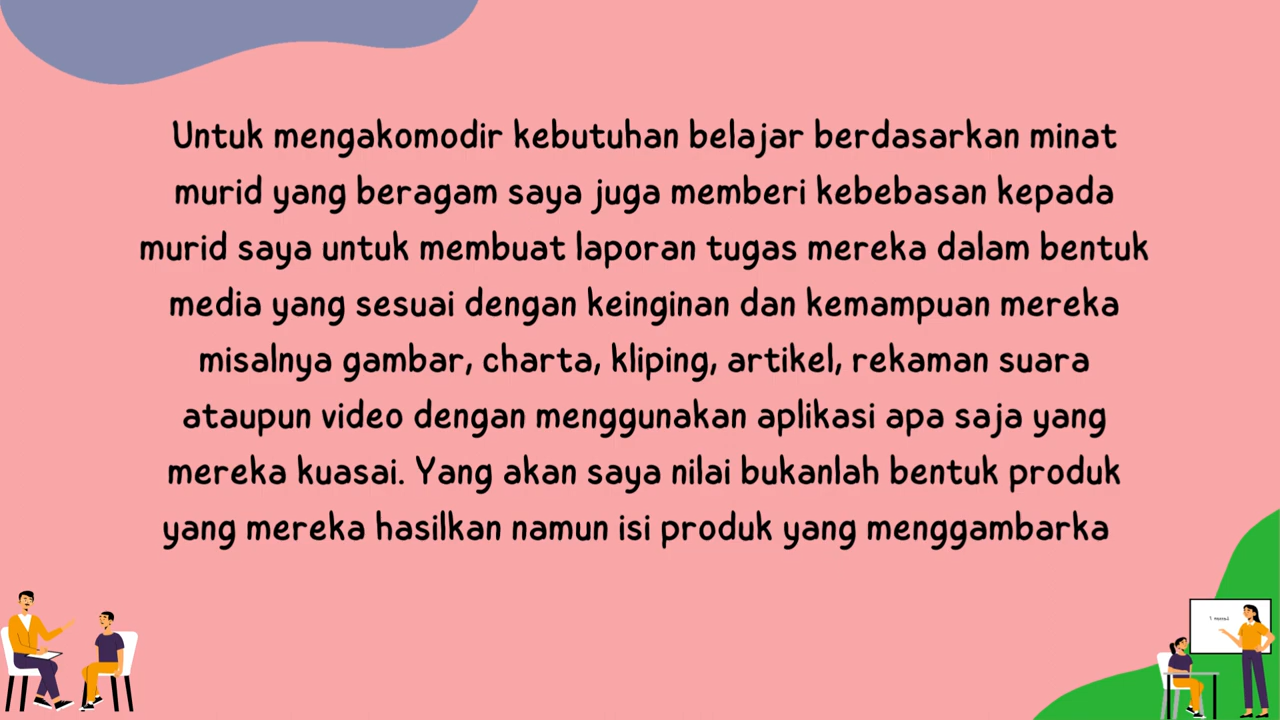 Untuk mengakomodir kebutuhan belajar berdasarkan minat
murid yang beragam saya juga memberi kebebasan kepada
murid saya untuk membuat laporan tugas mereka dalam bentuk
media yang sesuai dengan keinginan dan kemampuan mereka
misalnya gambar, charta, kliping, artikel, rekaman suara
ataupun video dengan menggunakan aplikasi apa saja yang
mereka kuasai. Yang akan saya nilai bukanlah bentuk produk
yang mereka hasilkan namun isi produk yang menggambarka